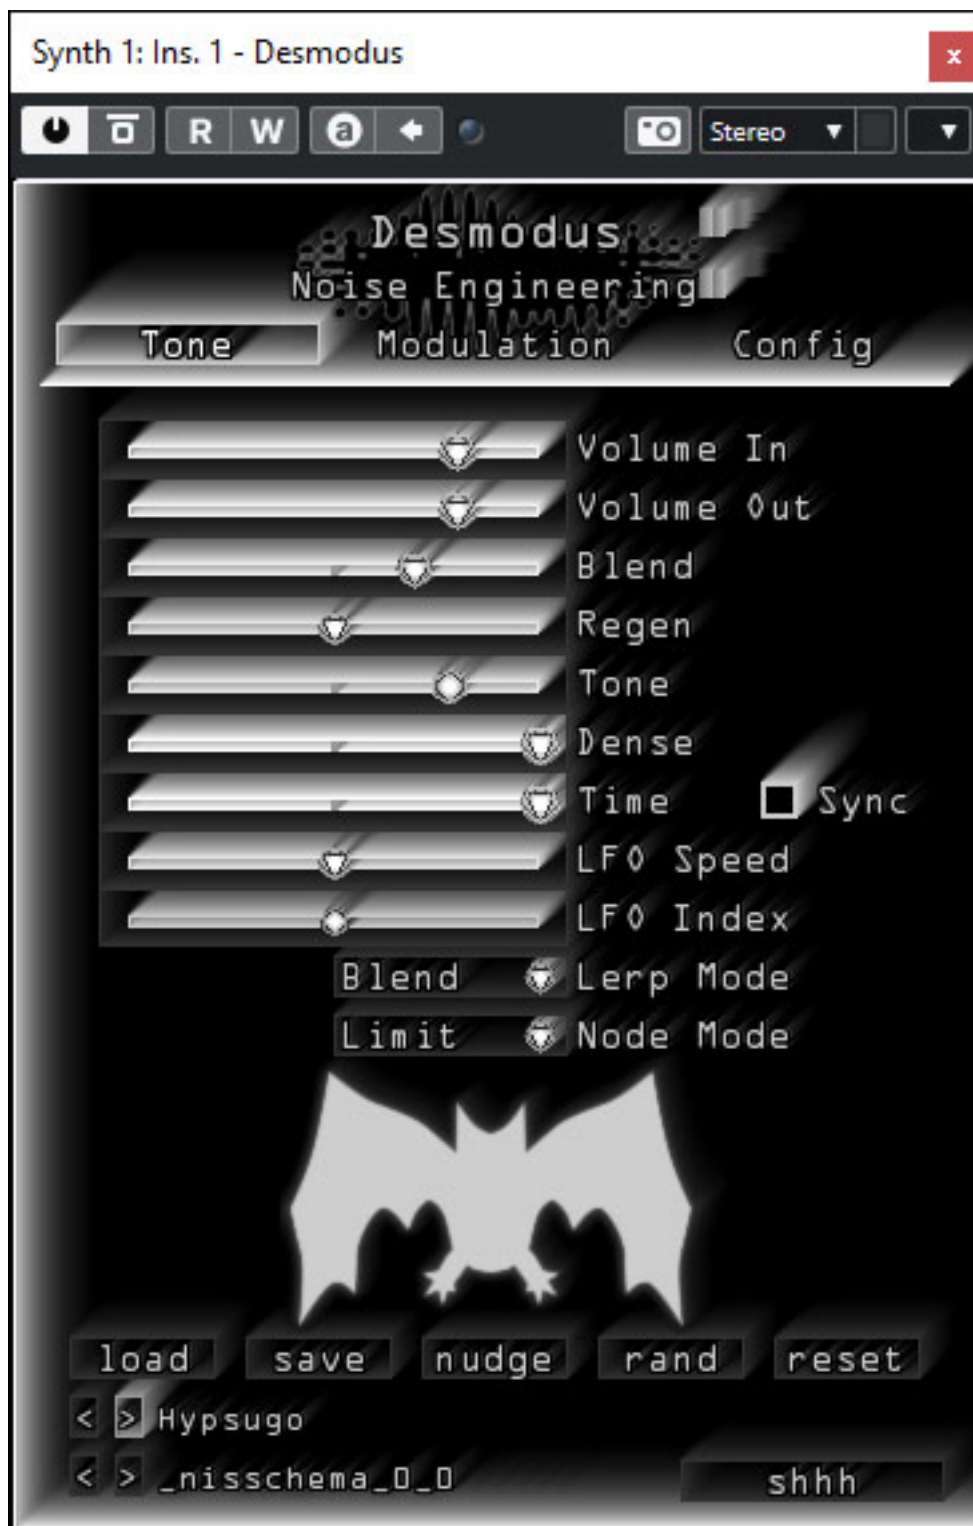 Synth 1: Ins. 1 - Desmodus x
R W a Stereo
Desmodus
Noise Engineering
Tone Modulation Config
Volume In
Volume Out
Blend
Regen
Tone
Dense
Time Sync
LFO Speed
LFO Index
Blend Lerp Mode
Limit Node Mode
load save nudge rand reset
< > Hypsugo
< > _nisschema_0_0 shhh